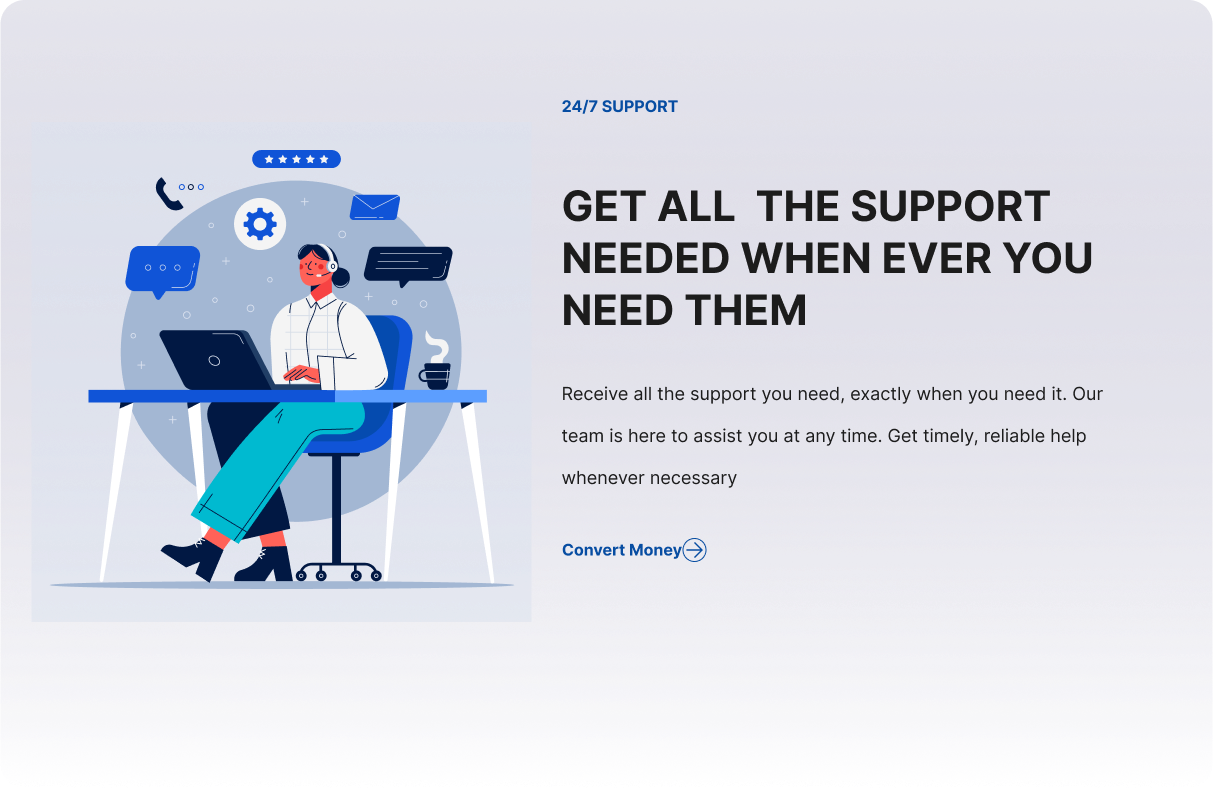 24/7 SUPPORT
GET ALL  THE SUPPORT
NEEDED WHEN EVER YOU
NEED THEM
Receive all the support you need, exactly when you need it. Our
team is here to assist you at any time. Get timely, reliable help
whenever necessary
Convert Money